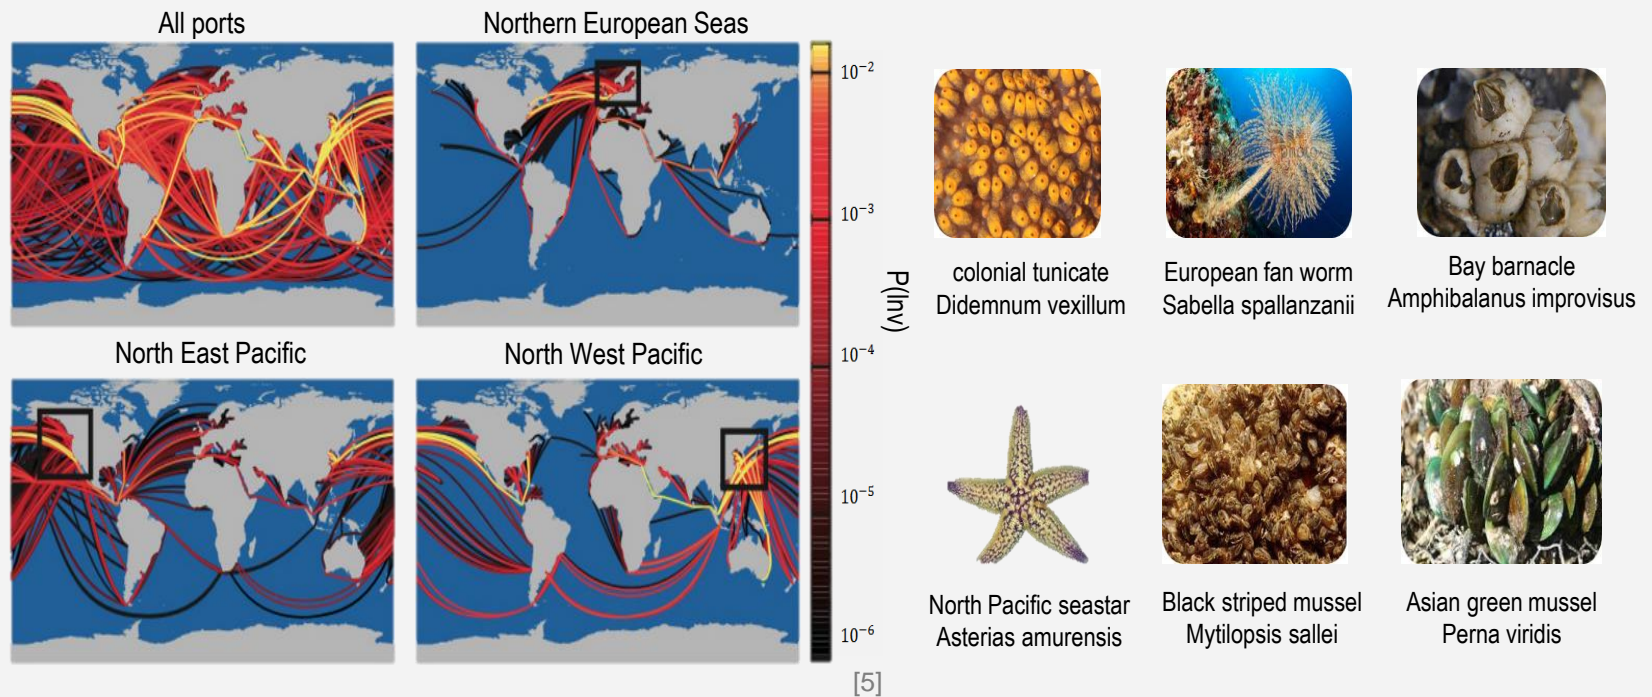 All ports
Northern European Seas
North East Pacific
North West Pacific
10⁻²
10⁻³
10⁻⁴
10⁻⁵
10⁻⁶
P(Inv)
colonial tunicate
Didemnum vexillum
European fan worm
Sabella spallanzanii
Bay barnacle
Amphibalanus improvisus
North Pacific seastar
Asterias amurensis
Black striped mussel
Mytilopsis sallei
Asian green mussel
Perna viridis
[5]